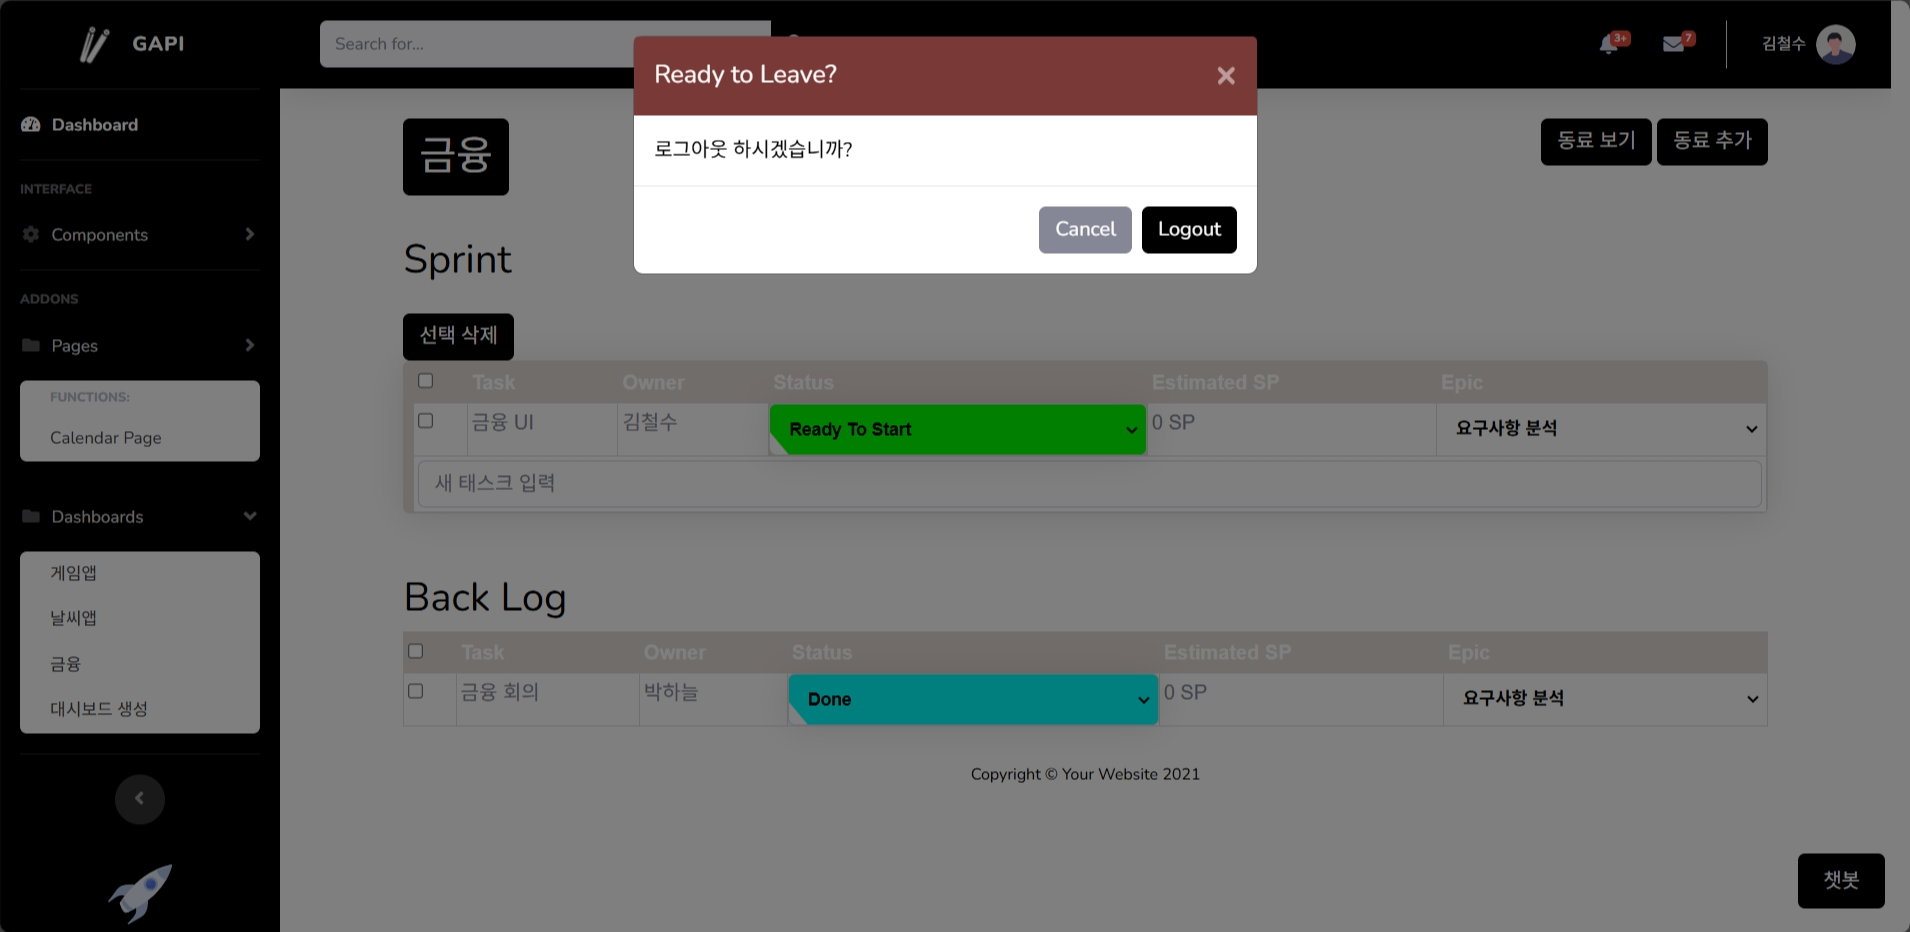 GAPI
Search for...
3+
7
김철수
Dashboard
INTERFACE
Components
ADDONS
Pages
FUNCTIONS:
Calendar Page
Dashboards
게임앱
날씨앱
금융
대시보드 생성
Ready to Leave?
로그아웃 하시겠습니까?
Cancel
Logout
금융
동료 보기
동료 추가
Sprint
선택 삭제
Task Owner Status Estimated SP Epic
금융 UI 김철수 Ready To Start 0 SP 요구사항 분석
새 태스크 입력
Back Log
Task Owner Status Estimated SP Epic
금융 회의 박하늘 Done 0 SP 요구사항 분석
Copyright © Your Website 2021
챗봇